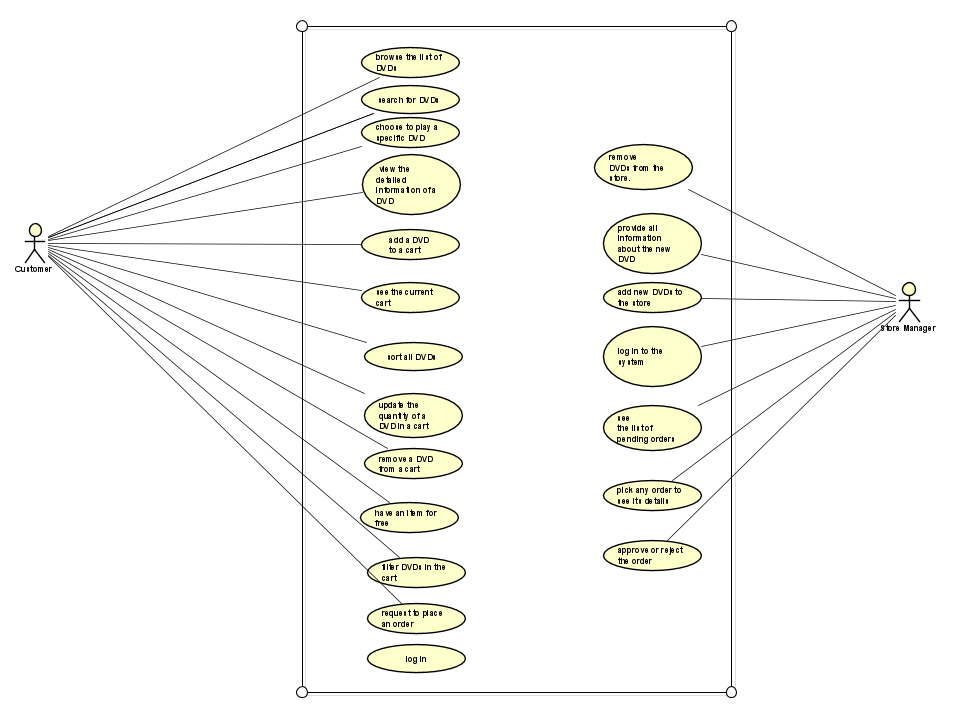 browse the list of
DVDs
search for DVDs
choose to play a
specific DVD
view the
detailed
information of a
DVD
add a DVD
to a cart
see the current
cart
sort all DVDs
update the
quantity of a
DVD in a cart
remove a DVD
from a cart
have an item for
free
filter DVDs in the
cart
request to place
an order
log in
remove
DVDs from the
store.
provide all
information
about the new
DVD
add new DVDs to
the store
log in to the
system
see
the list of
pending orders
pick any order to
see its details
approve or reject
the order
Customer
Store Manager